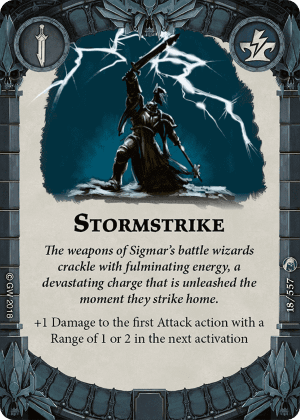 STORMSTRIKE
The weapons of Sigmar's battle wizards
crackle with fulminating energy, a
devastating charge that is unleashed the
moment they strike home.
+1 Damage to the first Attack action with a
Range of 1 or 2 in the next activation
© GW 2018
18/557